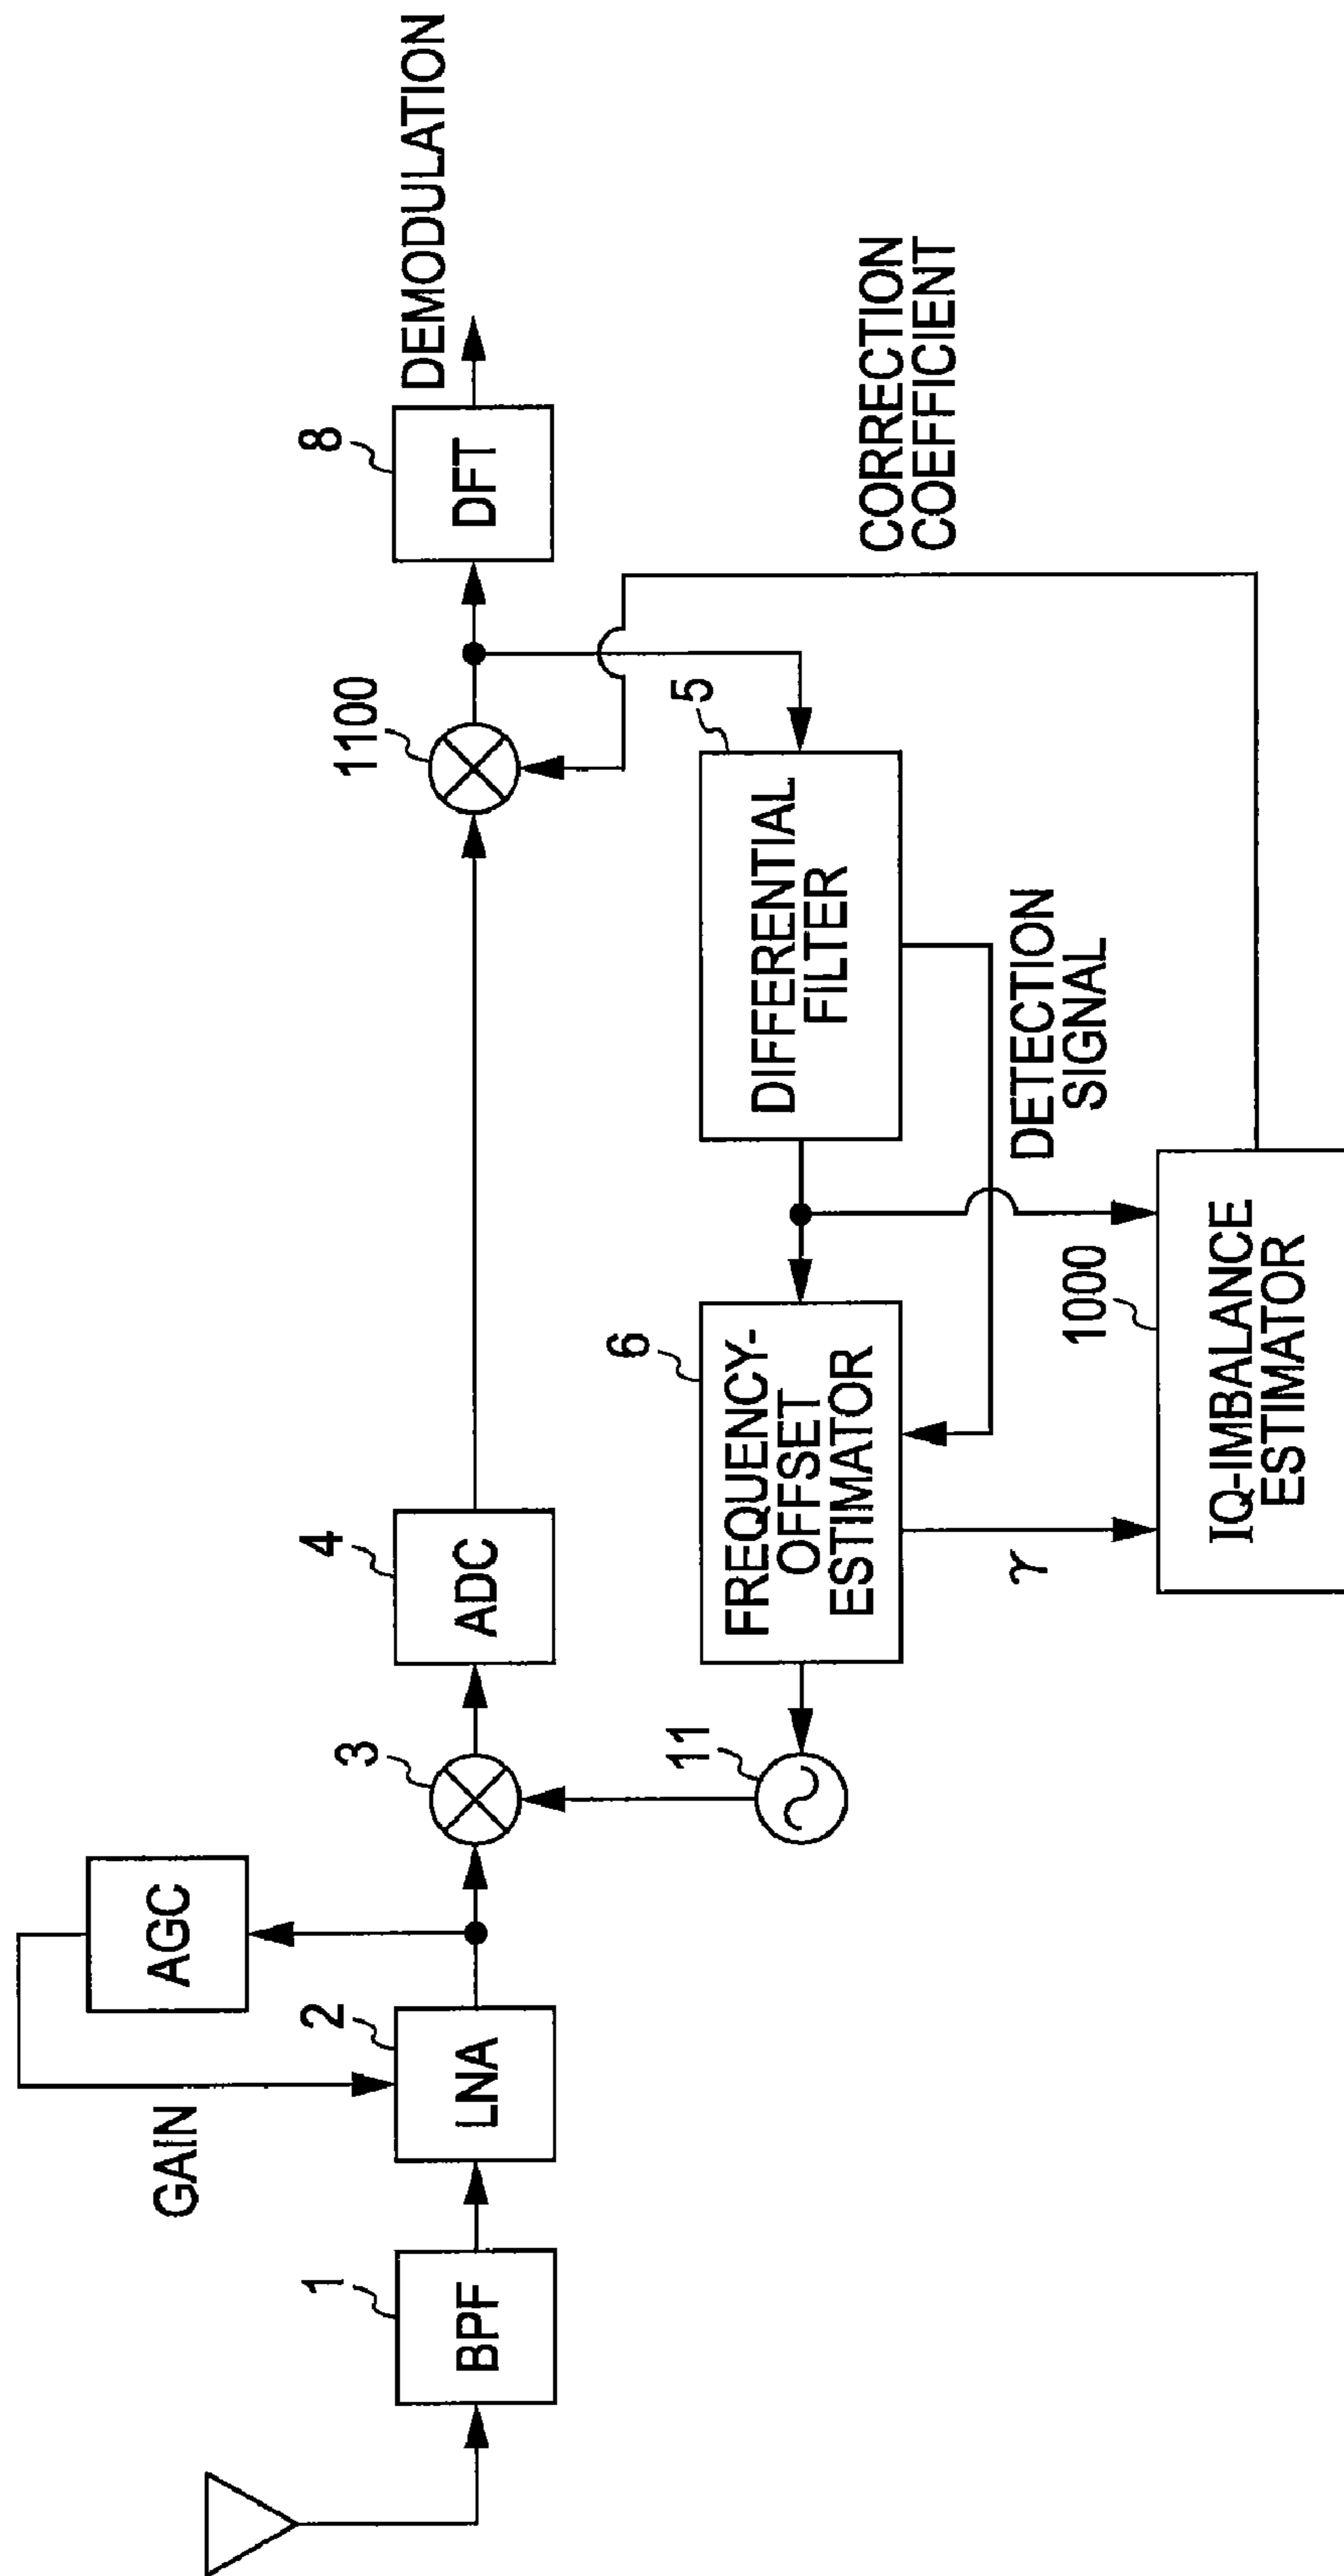 GAIN
AGC
1
BPF
2
LNA
3
4
ADC
1100
8
DFT
DEMODULATION
11
6
FREQUENCY-
OFFSET
ESTIMATOR
5
DIFFERENTIAL
FILTER
γ
DETECTION
SIGNAL
CORRECTION
COEFFICIENT
1000
IQ-IMBALANCE
ESTIMATOR